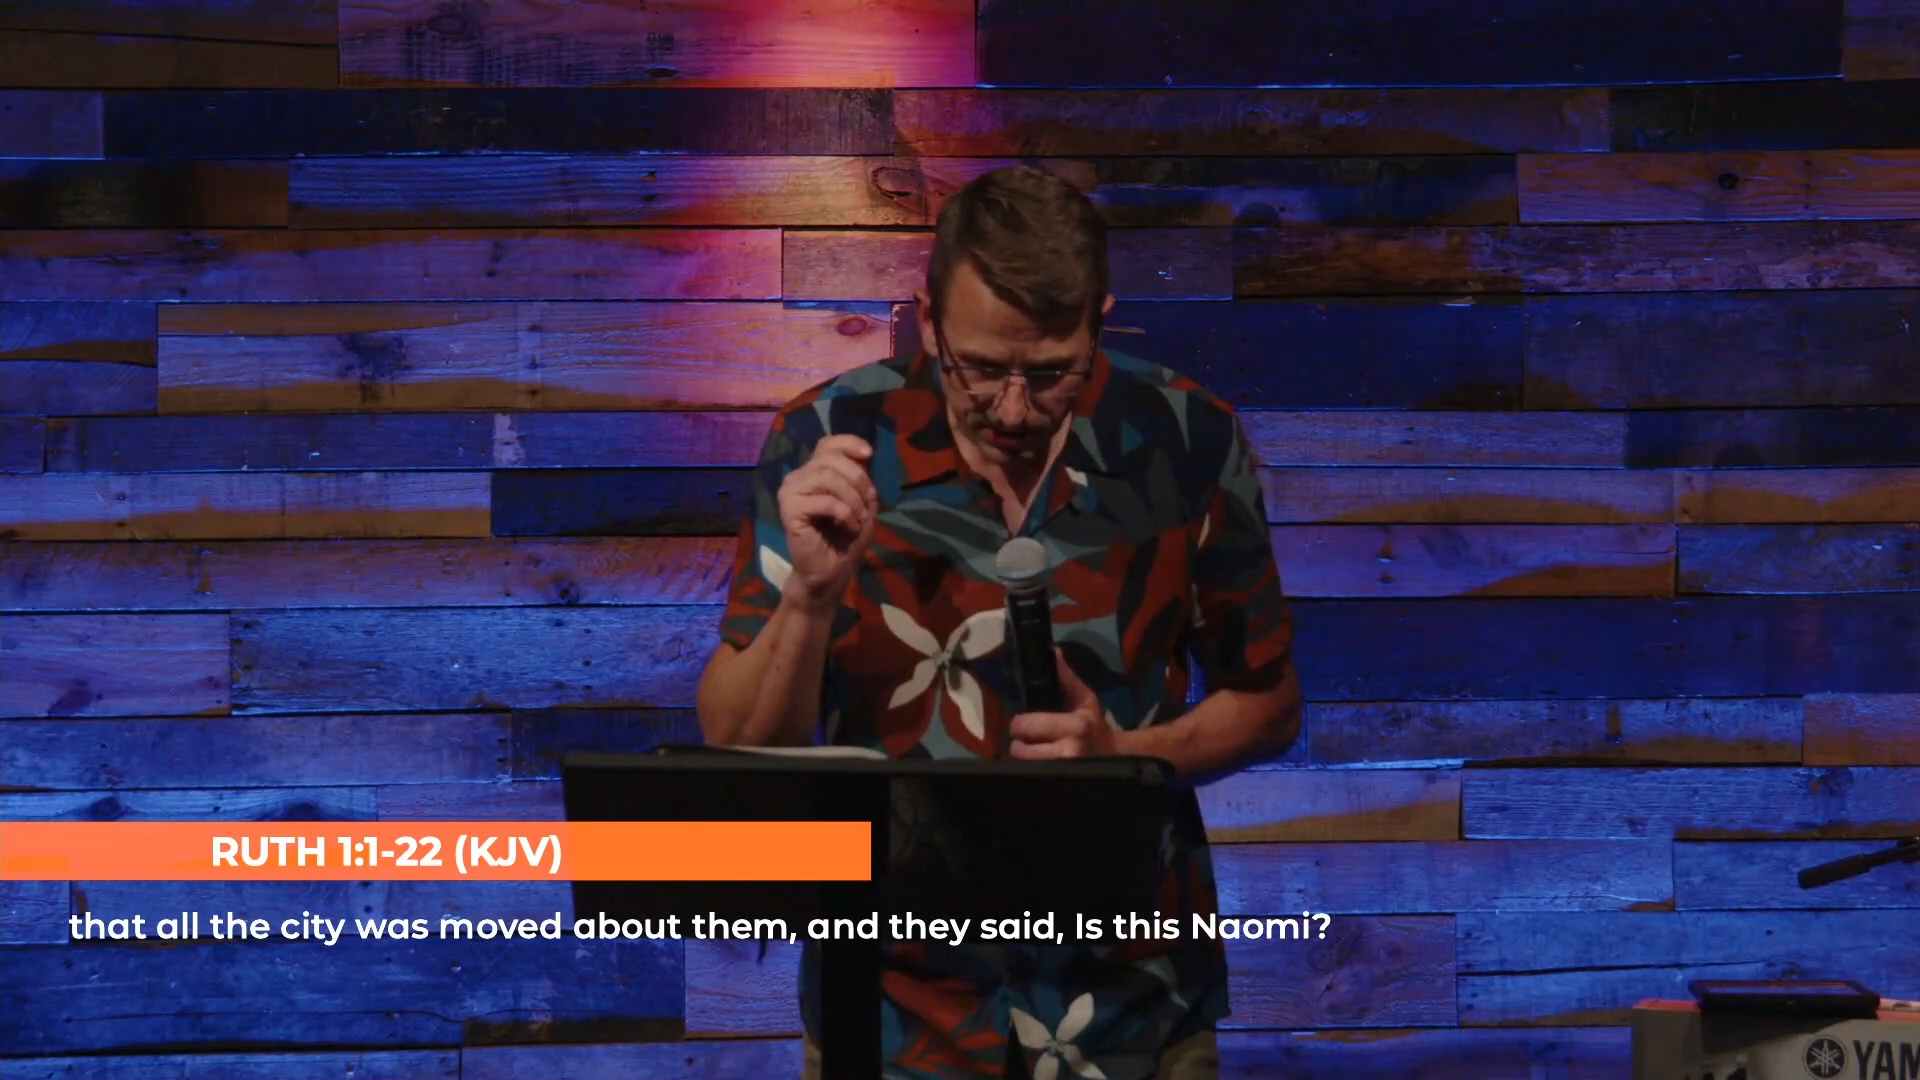 RUTH 1:1-22 (KJV)
that all the city was moved about them, and they said, Is this Naomi?
YAM